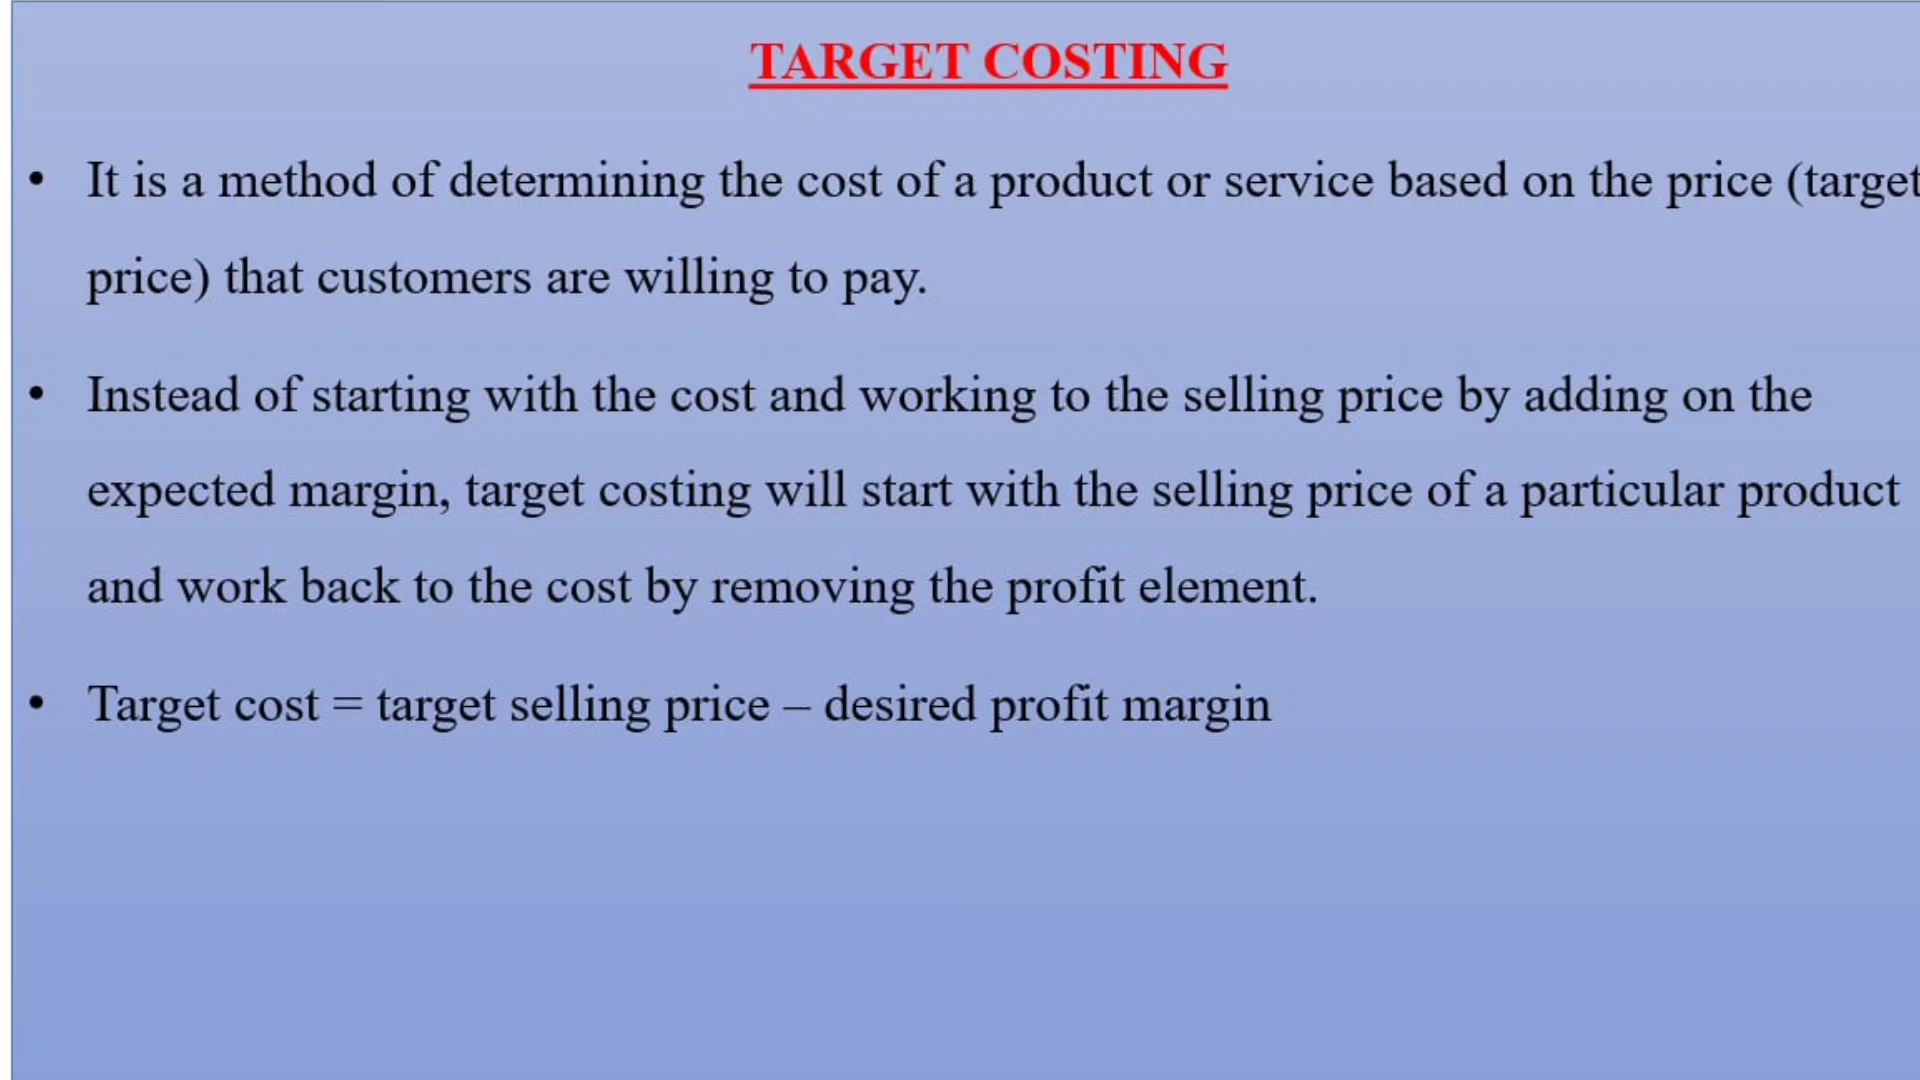 TARGET COSTING
• It is a method of determining the cost of a product or service based on the price (target
price) that customers are willing to pay.
• Instead of starting with the cost and working to the selling price by adding on the
expected margin, target costing will start with the selling price of a particular product
and work back to the cost by removing the profit element.
• Target cost = target selling price – desired profit margin